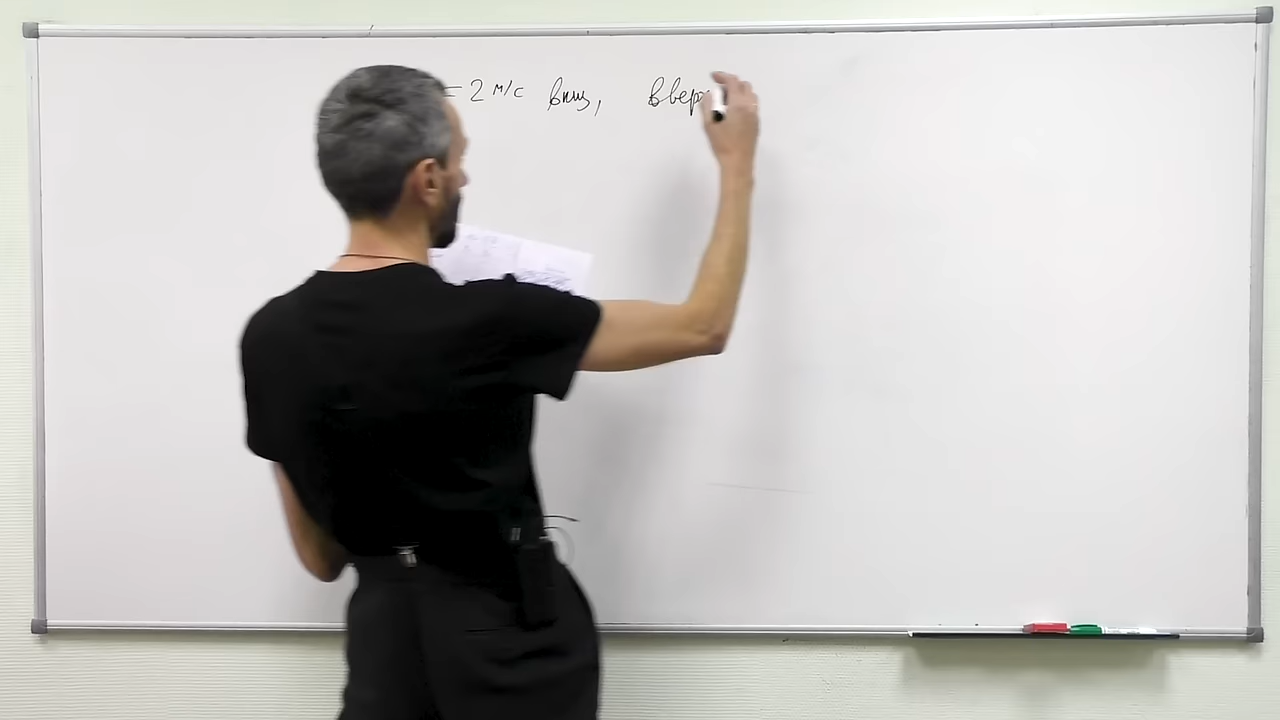 = 2 м/с вниз, вверх